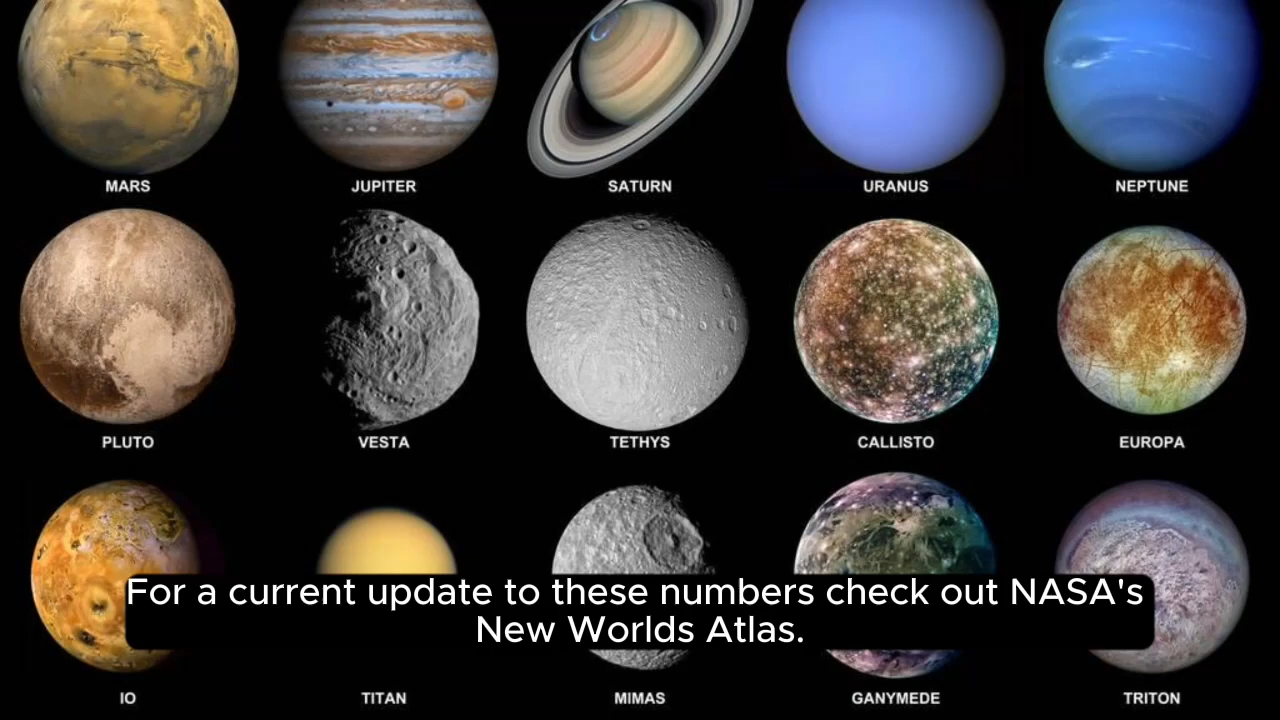 MARS JUPITER SATURN URANUS NEPTUNE
PLUTO VESTA TETHYS CALLISTO EUROPA
For a current update to these numbers check out NASA's
New Worlds Atlas.
IO TITAN MIMAS GANYMEDE TRITON